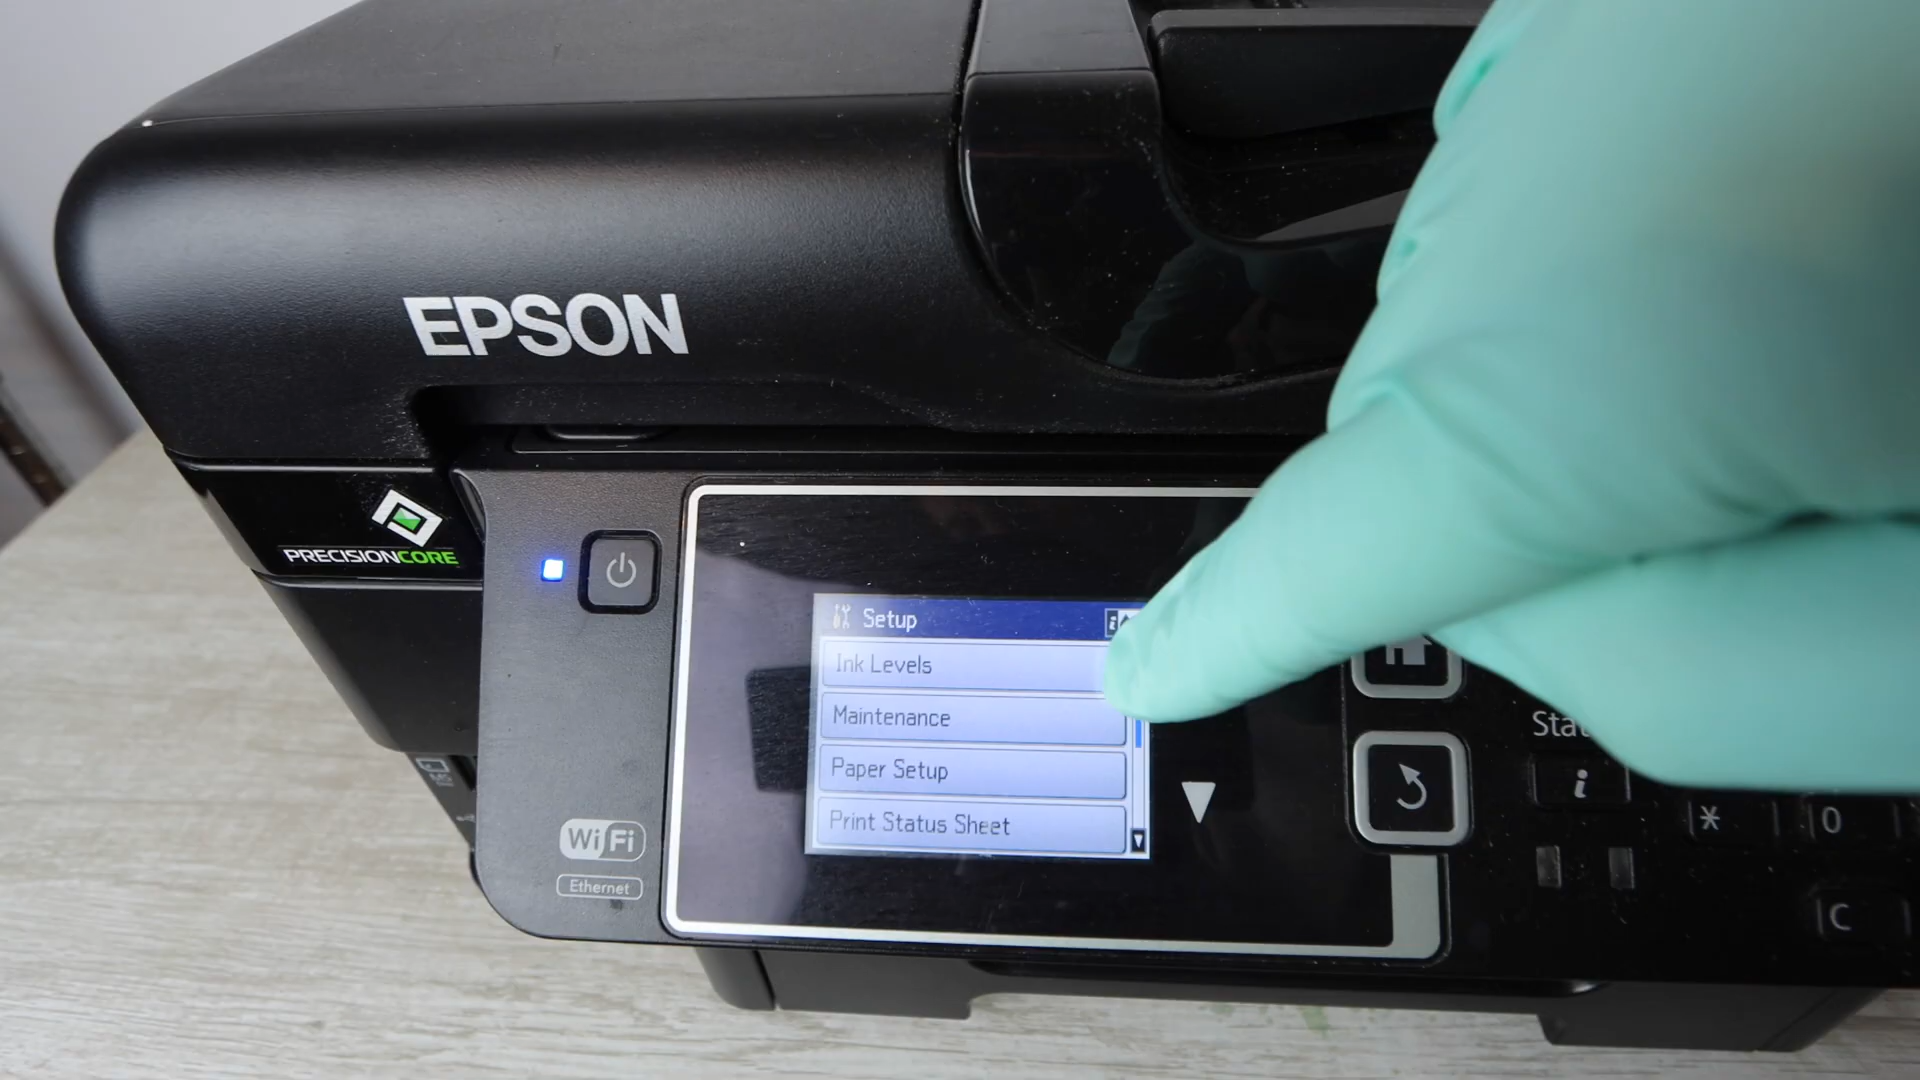 EPSON
PRECISIONCORE
Setup
Ink Levels
Maintenance
Paper Setup
Print Status Sheet
WiFi
Ethernet
i
*
0
C